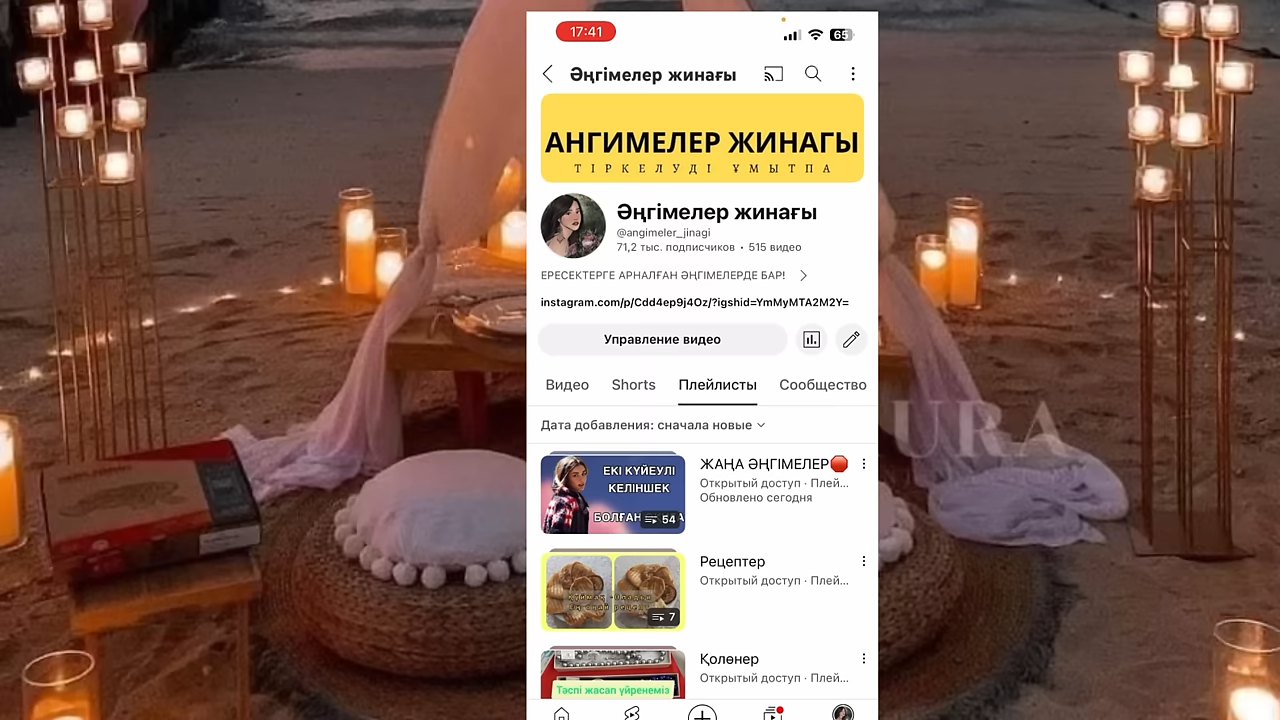 17:41
65
Әңгімелер жинағы
АНГИМЕЛЕР ЖИНАГЫ
ТІРКЕЛУДІ ҰМЫТПА
Әңгімелер жинағы
@angimeler_jinagi
71,2 тыс. подписчиков • 515 видео
ЕРЕСЕКТЕРГЕ АРНАЛҒАН ӘҢГІМЕЛЕРДЕ БАР!
instagram.com/p/Cdd4ep9j4Oz/?igshid=YmMyMTA2M2Y=
Управление видео
Видео Shorts Плейлисты Сообщество
Дата добавления: сначала новые
ЕКІ КҮЙЕУЛІ
КЕЛІНШЕК
54
ЖАҢА ӘҢГІМЕЛЕР
Открытый доступ · Плей...
Обновлено сегодня
7
Рецептер
Открытый доступ · Плей...
Тәспі жасап үйренеміз
Қолөнер
Открытый доступ · Плей...
URA